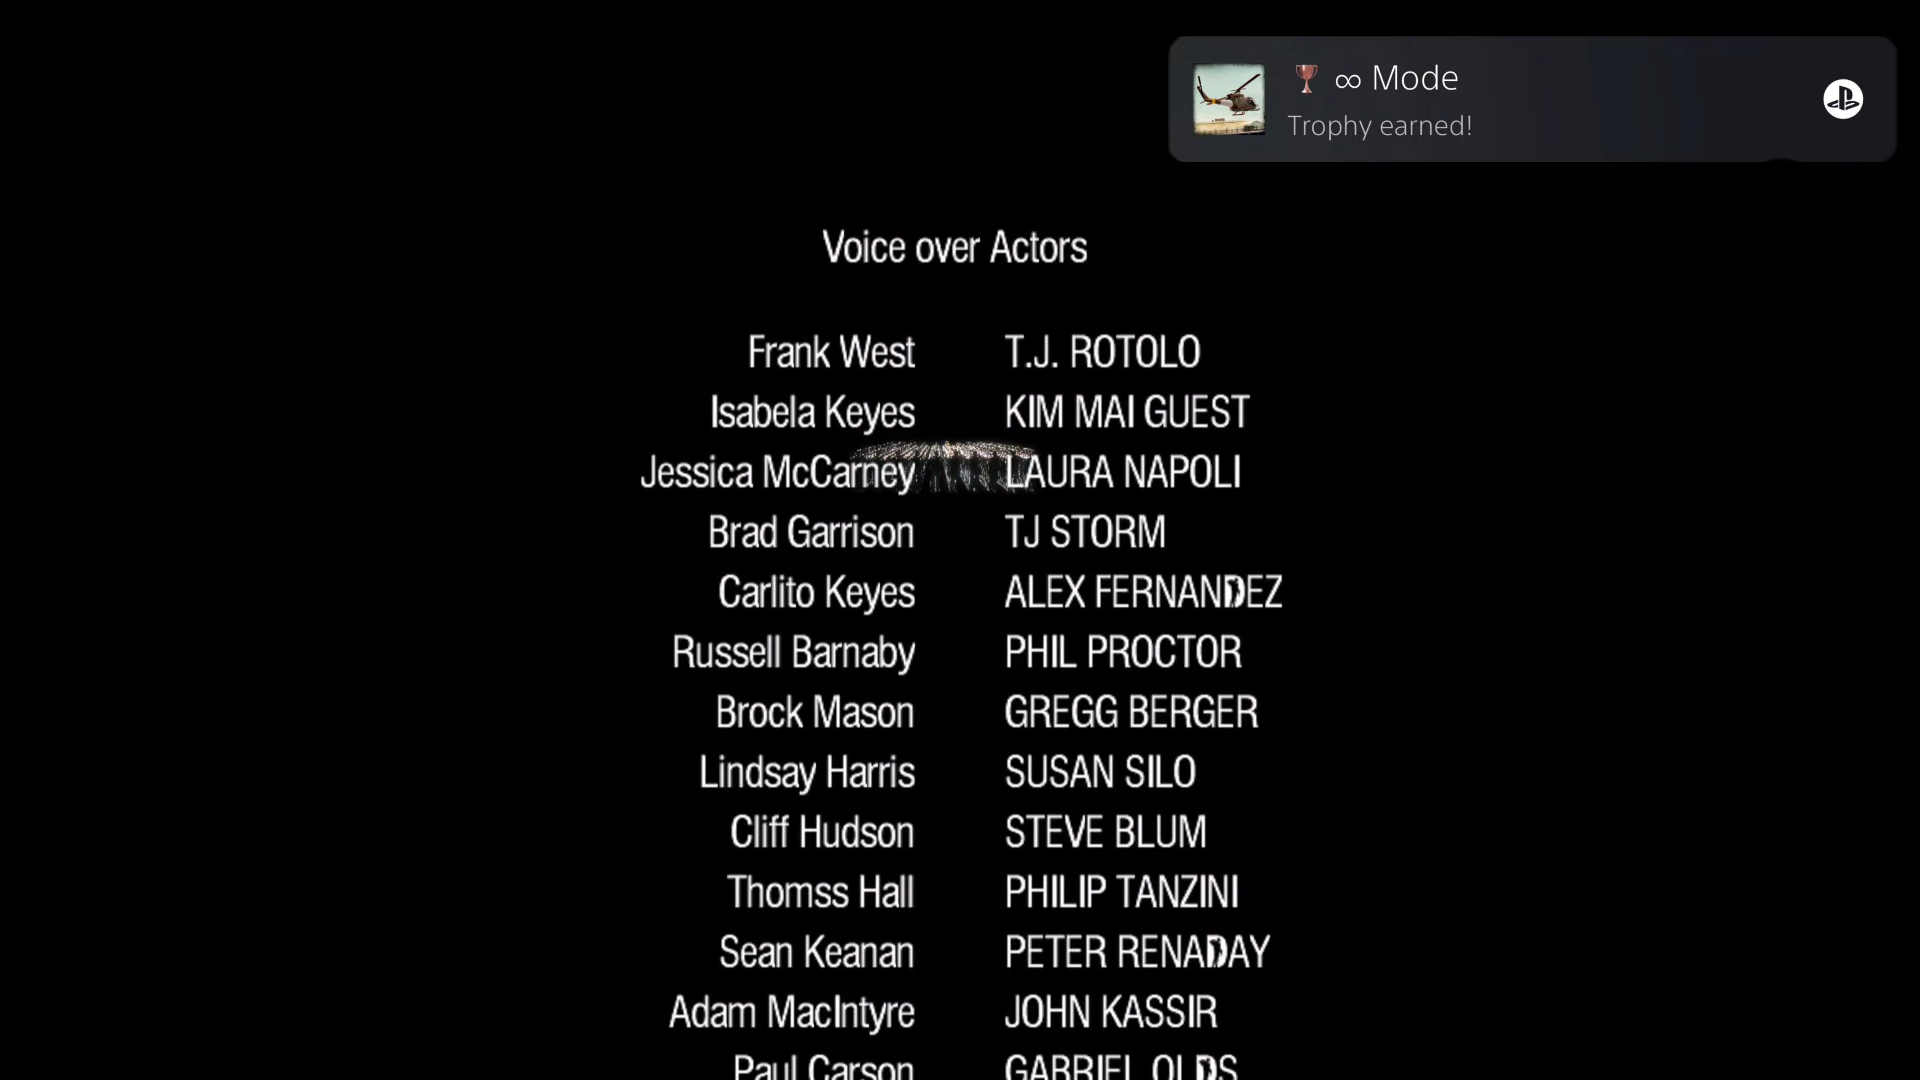 ∞ Mode
Trophy earned!
Voice over Actors
Frank West T.J. ROTOLO
Isabela Keyes KIM MAI GUEST
Jessica McCarney LAURA NAPOLI
Brad Garrison TJ STORM
Carlito Keyes ALEX FERNANDEZ
Russell Barnaby PHIL PROCTOR
Brock Mason GREGG BERGER
Lindsay Harris SUSAN SILO
Cliff Hudson STEVE BLUM
Thomss Hall PHILIP TANZINI
Sean Keanan PETER RENADAY
Adam MacIntyre JOHN KASSIR
Paul Carson GABRIEL OLDS